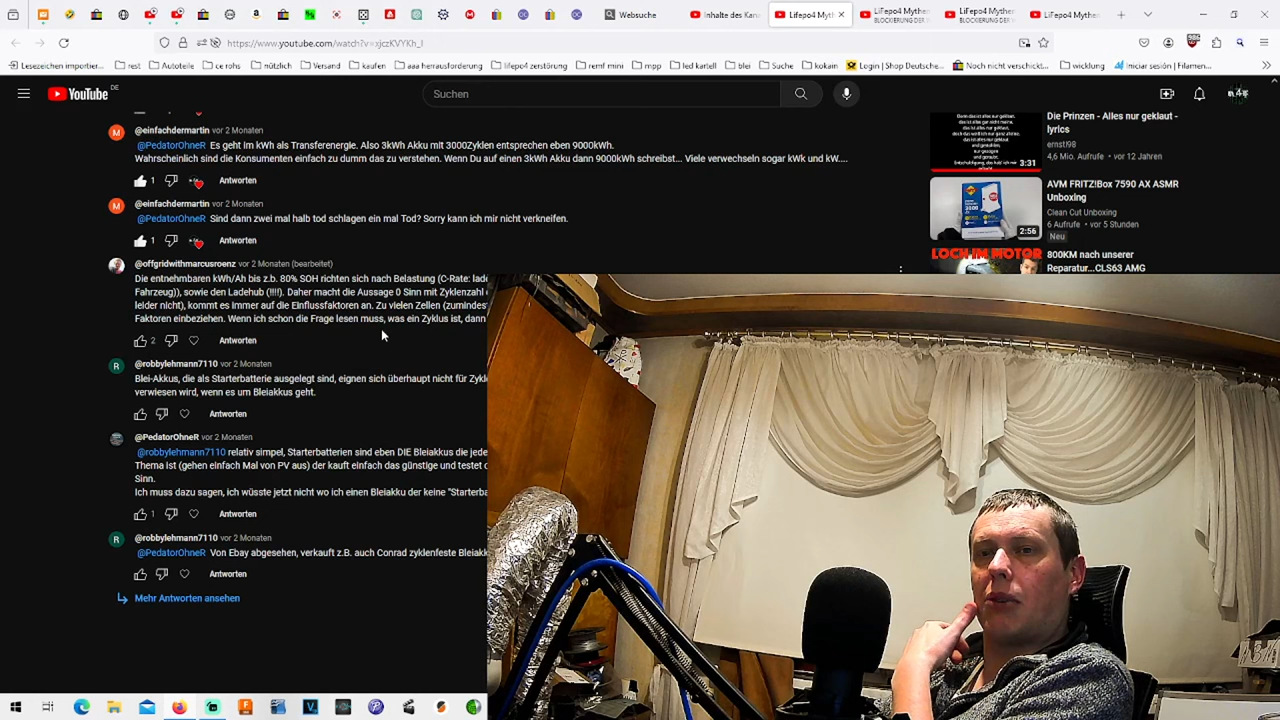 Websuche
Inhalte des Kan
Lifepo4 Myth
LiFePo4 Mythen
BLOCKIERUNG DER
LiFePo4 Mythen
BLOCKIERUNG DER
LiFePo4 Mythen
https://www.youtube.com/watch?v=xjczKVYKh_I
Lesezeichen importier...
rest
Autoteile
ce rohs
nützlich
Versand
kaufen
aaa herausforderung
lifepo4 zerstörung
remf mini
mpp
led kartell
blei
Suche
kokain
Login | Shop Deutsche...
Noch nicht verschickt...
wicklung
Iniciar sesión | Filamen...
YouTube DE
Suchen
@einfachdermartin vor 2 Monaten
@PedatorOhneR Es geht im kWh Transferenergie. Also 3kWh Akku mit 3000Zyklen entsprechend 9000kWh.
Wahrscheinlich sind die Konsumenten einfach zu dumm das zu verstehen. Wenn Du auf einen 3kWh Akku dann 9000kWh schreibst... Viele verwechseln sogar kWk und kW....
1
Antworten
@einfachdermartin vor 2 Monaten
@PedatorOhneR Sind dann zwei mal halb tod schlagen ein mal Tod? Sorry kann ich mir nicht verkneifen.
1
Antworten
@offgridwithmarcusroenz vor 2 Monaten (bearbeitet)
Die entnehmbaren kWh/Ah bis z.b. 80% SOH richten sich nach Belastung (C-Rate: lade
Fahrzeug)), sowie den Ladehub (!!!!). Daher macht die Aussage 0 Sinn mit Zyklenzahl
leider nicht), kommt es immer auf die EInflussfaktoren an. Zu vielen Zellen (zumindest
Faktoren einbeziehen. Wenn ich schon die Frage lesen muss, was ein Zyklus ist, dann
2
Antworten
@robbylehmann7110 vor 2 Monaten
Blei-Akkus, die als Starterbatterie ausgelegt sind, eignen sich überhaupt nicht für Zykl
verwiesen wird, wenn es um Bleiakkus geht.
Antworten
@PedatorOhneR vor 2 Monaten
@robbylehmann7110 relativ simpel, Starterbatterien sind eben DIE Bleiakkus die jede
Thema ist (gehen einfach Mal von PV aus) der kauft einfach das günstige und testet
Sinn.
Ich muss dazu sagen, ich wüsste jetzt nicht wo ich einen Bleiakku der keine "Starterba
1
Antworten
@robbylehmann7110 vor 2 Monaten
@PedatorOhneR Von Ebay abgesehen, verkauft z.B. auch Conrad zyklenfeste Bleiakk
Antworten
Mehr Antworten ansehen
3:31
Die Prinzen - Alles nur geklaut -
lyrics
ernstl98
4,6 Mio. Aufrufe • vor 12 Jahren
2:56
AVM FRITZ!Box 7590 AX ASMR
Unboxing
Clean Cut Unboxing
6 Aufrufe • vor 5 Stunden
Neu
LOCH IM MOTOR
800KM nach unserer
Reparatur...CLS63 AMG